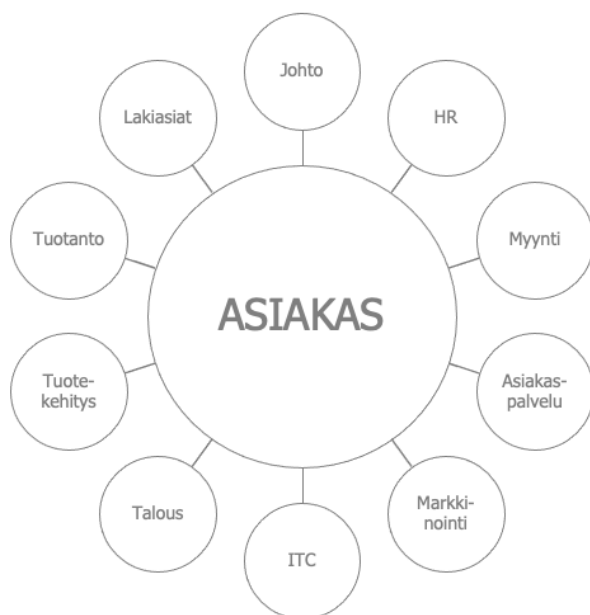 Johto
Lakiasiat
HR
Tuotanto
Myynti
ASIAKAS
Tuote-
kehitys
Asiakas-
palvelu
Talous
Markki-
nointi
ITC